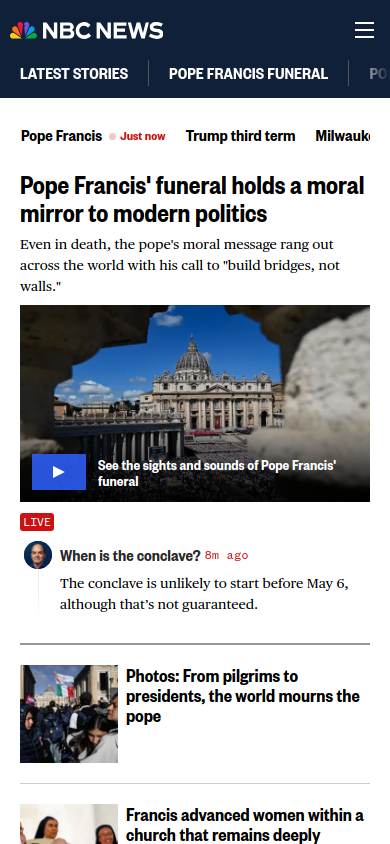 NBC NEWS
LATEST STORIES
POPE FRANCIS FUNERAL
PO
Pope Francis
Just now
Trump third term
Milwauk
Pope Francis' funeral holds a moral
mirror to modern politics
Even in death, the pope's moral message rang out
across the world with his call to "build bridges, not
walls."
See the sights and sounds of Pope Francis'
funeral
LIVE
When is the conclave? 8m ago
The conclave is unlikely to start before May 6,
although that’s not guaranteed.
Photos: From pilgrims to
presidents, the world mourns the
pope
Francis advanced women within a
church that remains deeply